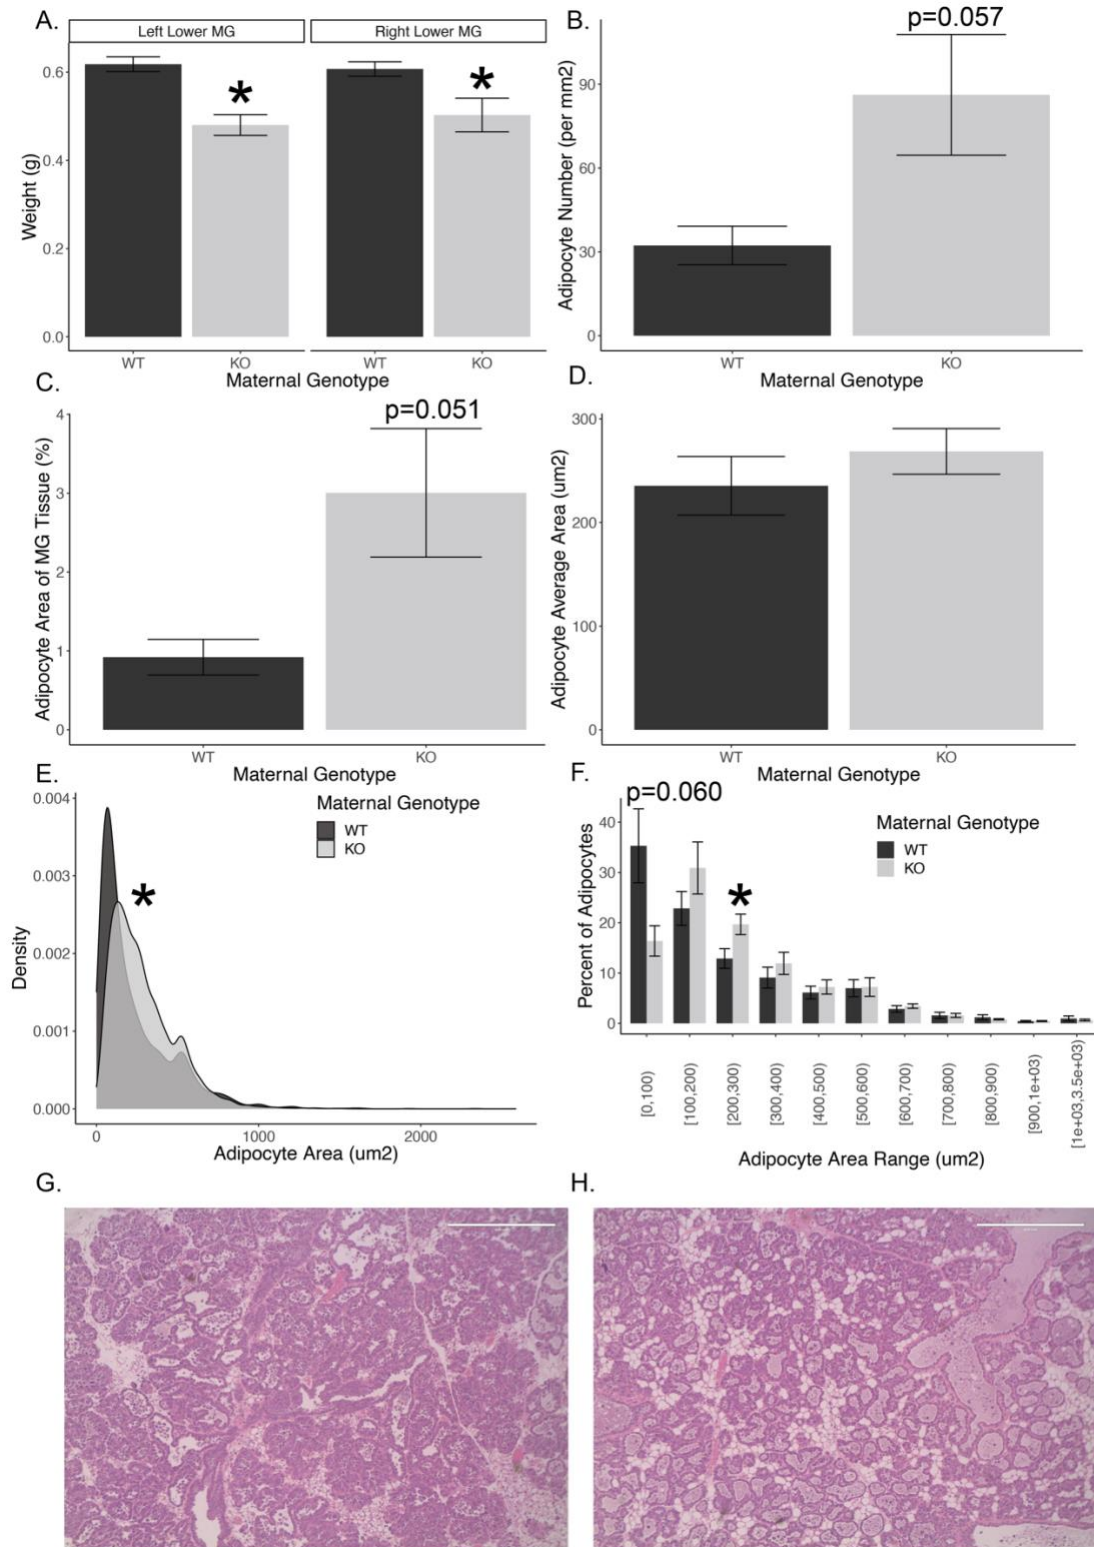 A.
Left Lower MG
Right Lower MG
0.6
0.4
0.2
0.0
Weight (g)
*
*
WT
KO
WT
KO
Maternal Genotype
B.
p=0.057
90
60
30
0
Adipocyte Number (per mm2)
WT
KO
Maternal Genotype
C.
p=0.051
4
3
2
1
0
Adipocyte Area of MG Tissue (%)
WT
KO
Maternal Genotype
D.
300
200
100
0
Adipocyte Average Area (um2)
WT
KO
Maternal Genotype
E.
0.004
0.003
0.002
0.001
0.000
Density
Maternal Genotype
WT
KO
*
0
1000
2000
Adipocyte Area (um2)
F.
p=0.060
40
30
20
10
0
Percent of Adipocytes
Maternal Genotype
WT
KO
*
[0,100)
[100,200)
[200,300)
[300,400)
[400,500)
[500,600)
[600,700)
[700,800)
[800,900)
[900,1e+03)
[1e+03,3.5e+03)
Adipocyte Area Range (um2)
G.
H.